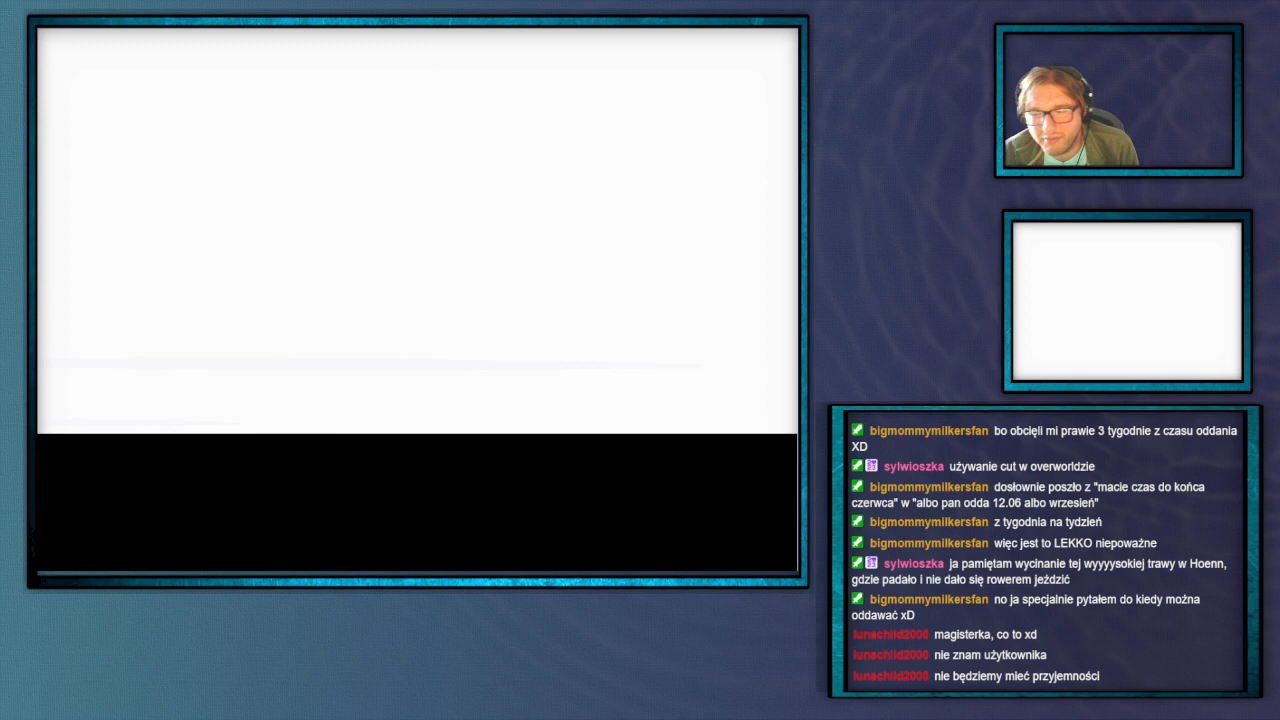 bigmommymilkersfan bo obcięli mi prawie 3 tygodnie z czasu oddania
XD
sylwioszka używanie cut w overworldzie
bigmommymilkersfan dosłownie poszło z "macie czas do końca
czerwca" w "albo pan odda 12.06 albo wrzesień"
bigmommymilkersfan z tygodnia na tydzień
bigmommymilkersfan więc jest to LEKKO niepoważne
sylwioszka ja pamiętam wycinanie tej wyyyysokiej trawy w Hoenn,
gdzie padało i nie dało się rowerem jeździć
bigmommymilkersfan no ja specjalnie pytałem do kiedy można
oddawać xD
lunachild2000 magisterka, co to xd
lunachild2000 nie znam użytkownika
lunachild2000 nie będziemy mieć przyjemności